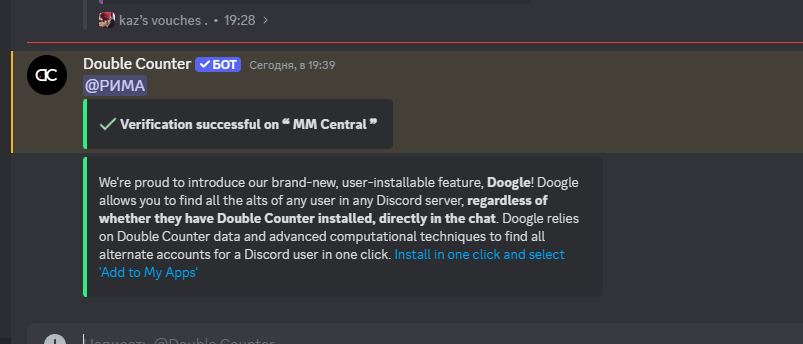 kaz's vouches . • 19:28 >
DC
Double Counter ✓ БОТ Сегодня, в 19:39
@РИМА
✓ Verification successful on ❝ MM Central ❞
We're proud to introduce our brand-new, user-installable feature, Doogle! Doogle
allows you to find all the alts of any user in any Discord server, regardless of
whether they have Double Counter installed, directly in the chat. Doogle relies
on Double Counter data and advanced computational techniques to find all
alternate accounts for a Discord user in one click. Install in one click and select
'Add to My Apps'
Написать @Double Counter